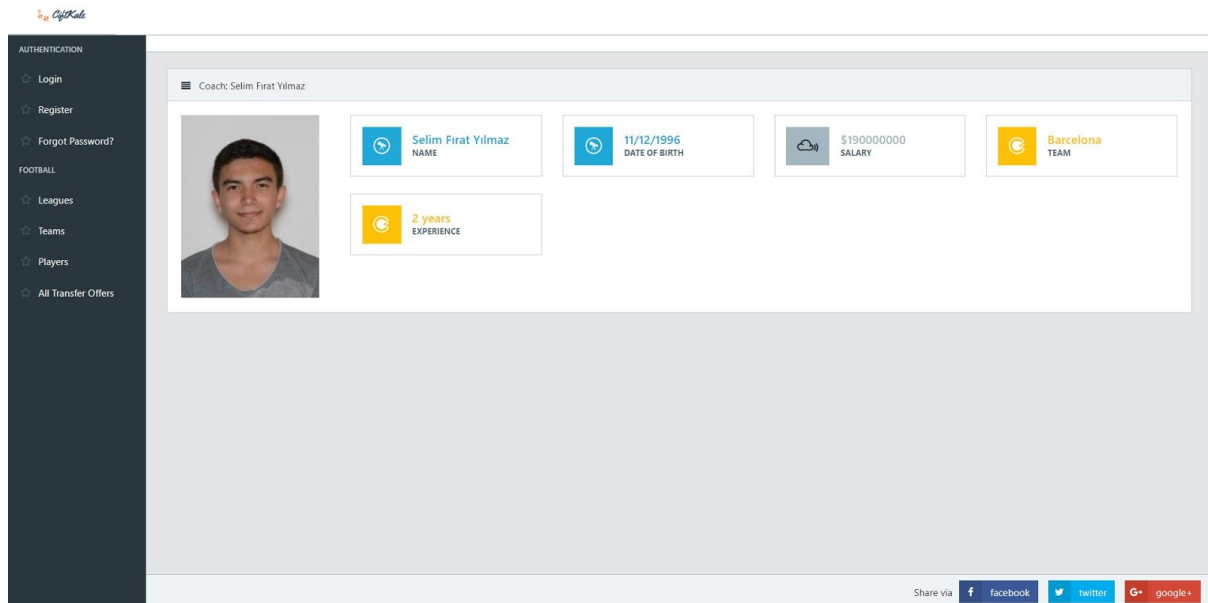 ÇiftKale
AUTHENTICATION
Login
Register
Forgot Password?
FOOTBALL
Leagues
Teams
Players
All Transfer Offers
Coach: Selim Fırat Yılmaz
Selim Fırat Yılmaz
NAME
11/12/1996
DATE OF BIRTH
$190000000
SALARY
Barcelona
TEAM
2 years
EXPERIENCE
Share via
facebook
twitter
google+